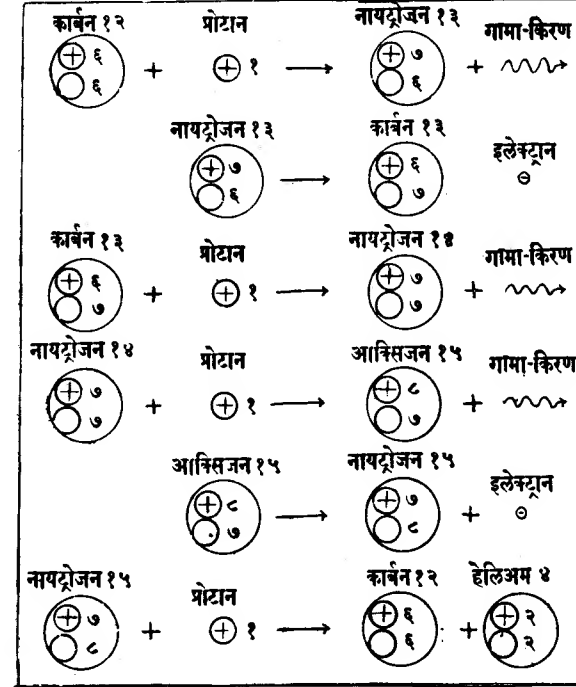 कार्बन १२ प्रोटान नायट्रोजन १३ गामा-किरण
+ ६ + + १ ⟶ + ७ +
६ ६
नायट्रोजन १३ कार्बन १३ इलेक्ट्रान
+ ७ ⟶ + ६ ⊖
६ ७
कार्बन १३ प्रोटान नायट्रोजन १४ गामा-किरण
+ ६ + + १ ⟶ + ७ +
७ ७
नायट्रोजन १४ प्रोटान आक्सिजन १५ गामा-किरण
+ ७ + + १ ⟶ + ८ +
७ ७
आक्सिजन १५ नायट्रोजन १५ इलेक्ट्रान
+ ८ ⟶ + ७ + ⊖
७ ८
नायट्रोजन १५ प्रोटान कार्बन १२ हेलिअम ४
+ ७ + + १ ⟶ + ६ + + २
८ ६ २